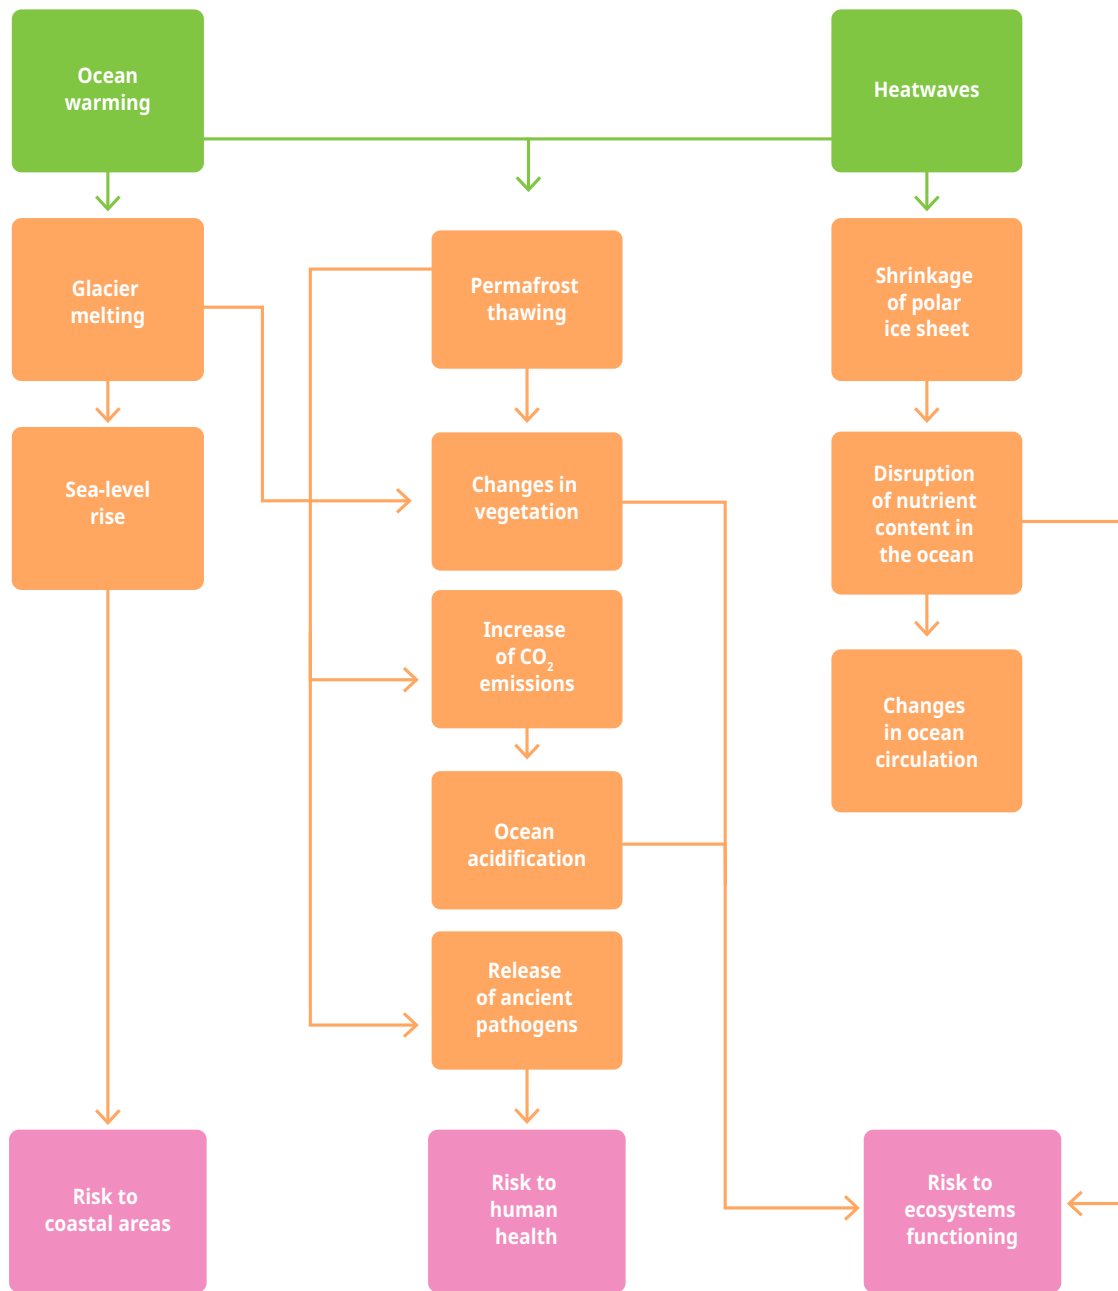 Ocean
warming
Heatwaves
Glacier
melting
Permafrost
thawing
Shrinkage
of polar
ice sheet
Sea-level
rise
Changes in
vegetation
Disruption
of nutrient
content in
the ocean
Increase
of CO₂
emissions
Changes
in ocean
circulation
Ocean
acidification
Release
of ancient
pathogens
Risk to
coastal areas
Risk to
human
health
Risk to
ecosystems
functioning